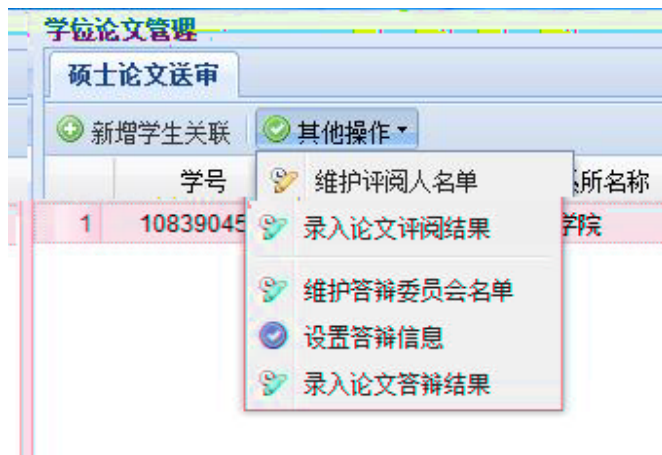 学位论文管理
硕士论文送审
新增学生关联 其他操作
学号 所名称
维护评阅人名单
1 10839045 学院
录入论文评阅结果
维护答辩委员会名单
设置答辩信息
录入论文答辩结果